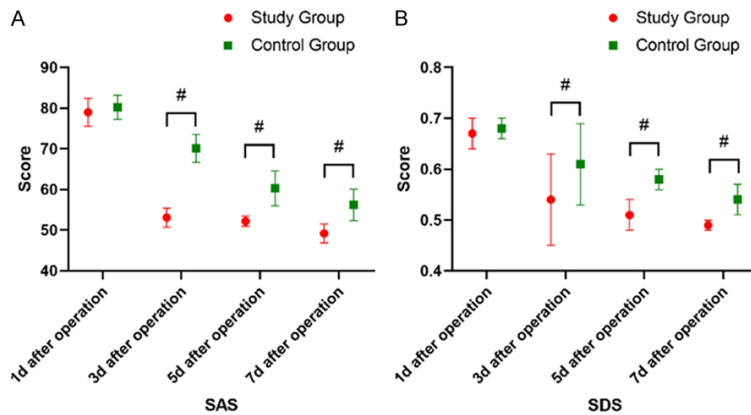 A
Study Group
Control Group
Score
90
80
70
60
50
40
#
#
#
1d after operation
3d after operation
5d after operation
7d after operation
SAS
B
Study Group
Control Group
Score
0.8
0.7
0.6
0.5
0.4
#
#
#
1d after operation
3d after operation
5d after operation
7d after operation
SDS